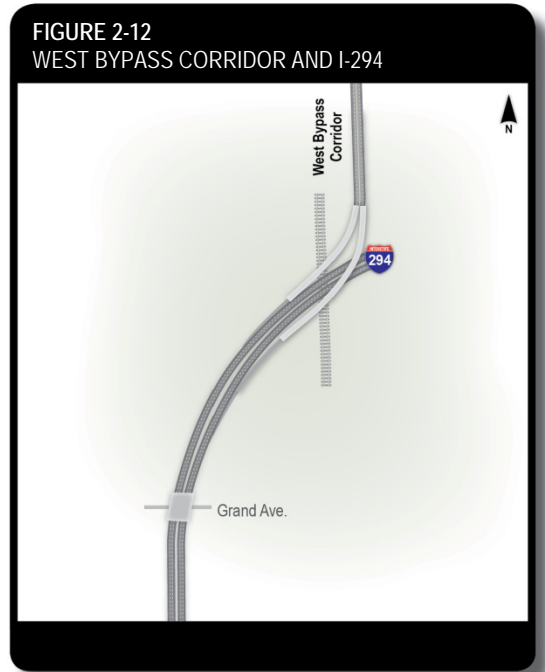 FIGURE 2-12
WEST BYPASS CORRIDOR AND I-294
West Bypass
Corridor
N
INTERSTATE
294
Grand Ave.